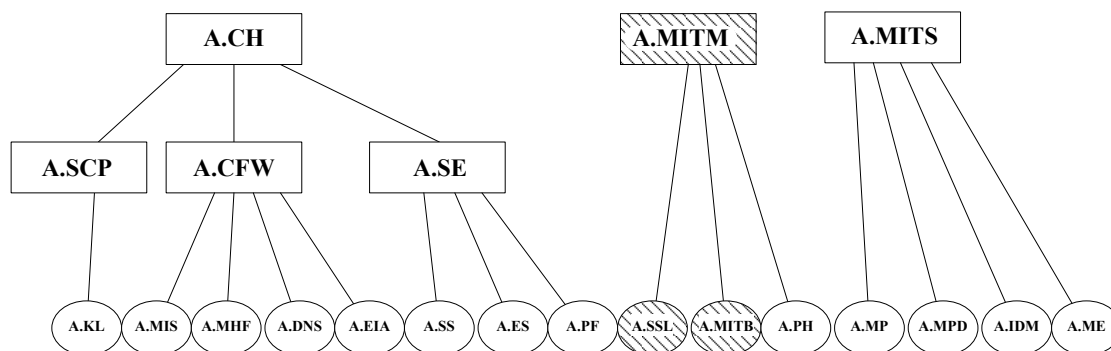 A.CH
A.MITM
A.MITS
A.SCP
A.CFW
A.SE
A.KL
A.MIS
A.MHF
A.DNS
A.EIA
A.SS
A.ES
A.PF
A.SSL
A.MITB
A.PH
A.MP
A.MPD
A.IDM
A.ME